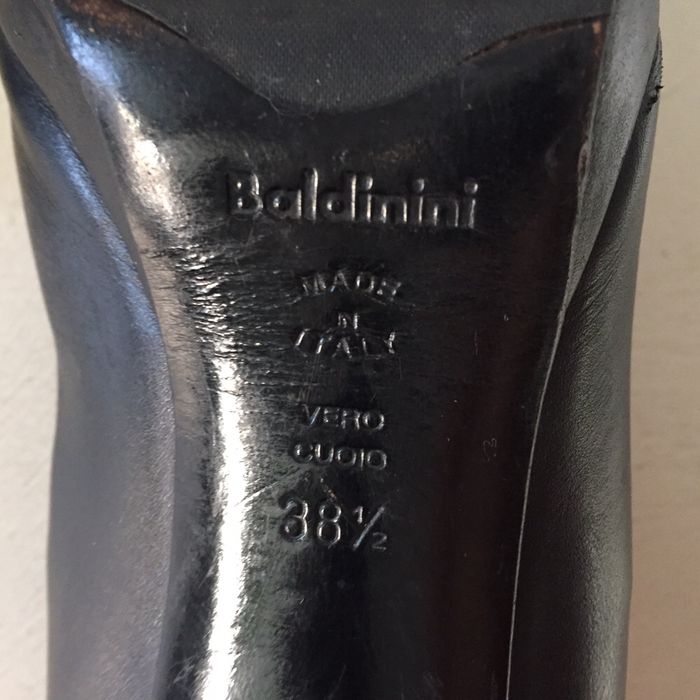 Baldinini
MADE
IN
ITALY
VERO
CUOIO
38½